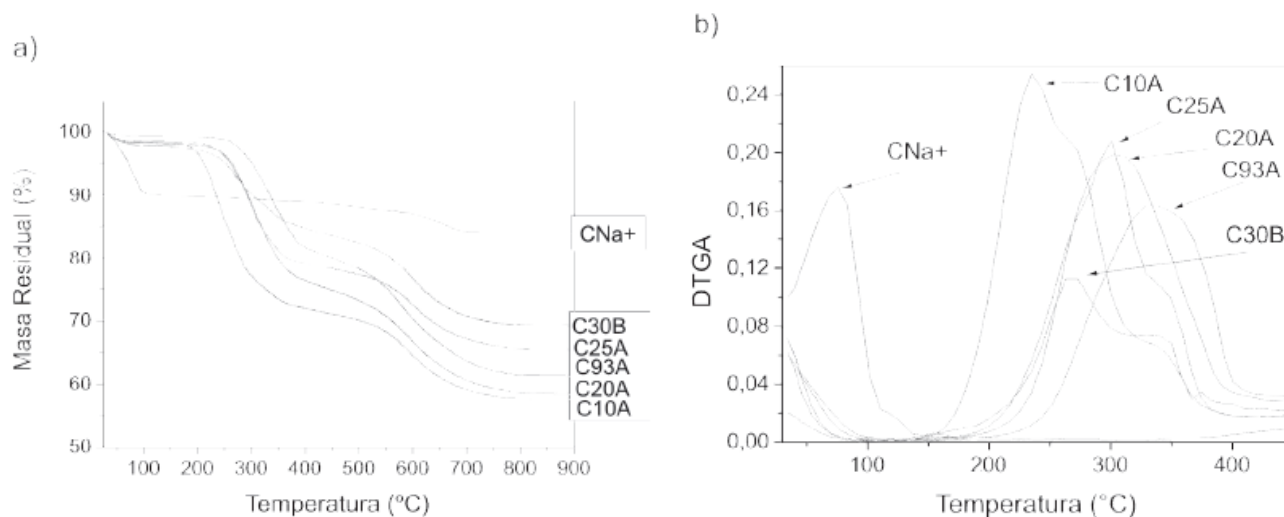 a)
Masa Residual (%)
100
90
80
70
60
50
100 200 300 400 500 600 700 800 900
Temperatura (ºC)
CNa+
C30B
C25A
C93A
C20A
C10A
b)
DTGA
0,24
0,20
0,16
0,12
0,08
0,04
0,00
100 200 300 400
Temperatura (°C)
C10A
C25A
CNa+
C20A
C93A
C30B